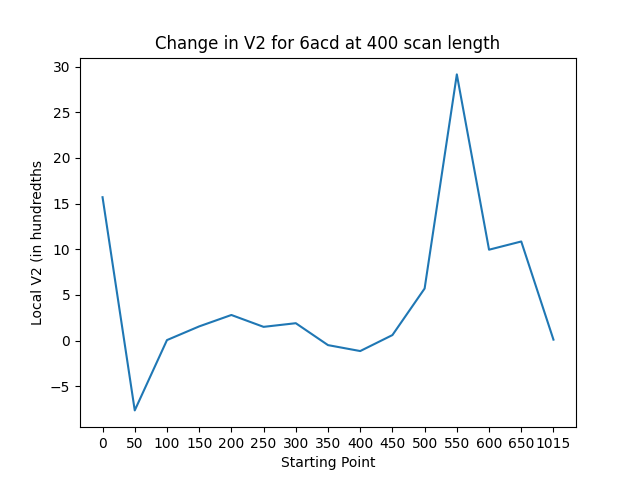 Change in V2 for 6acd at 400 scan length
30
25
20
15
10
5
0
−5
Local V2 (in hundredths
0 50 100 150 200 250 300 350 400 450 500 550 600 650 1015
Starting Point